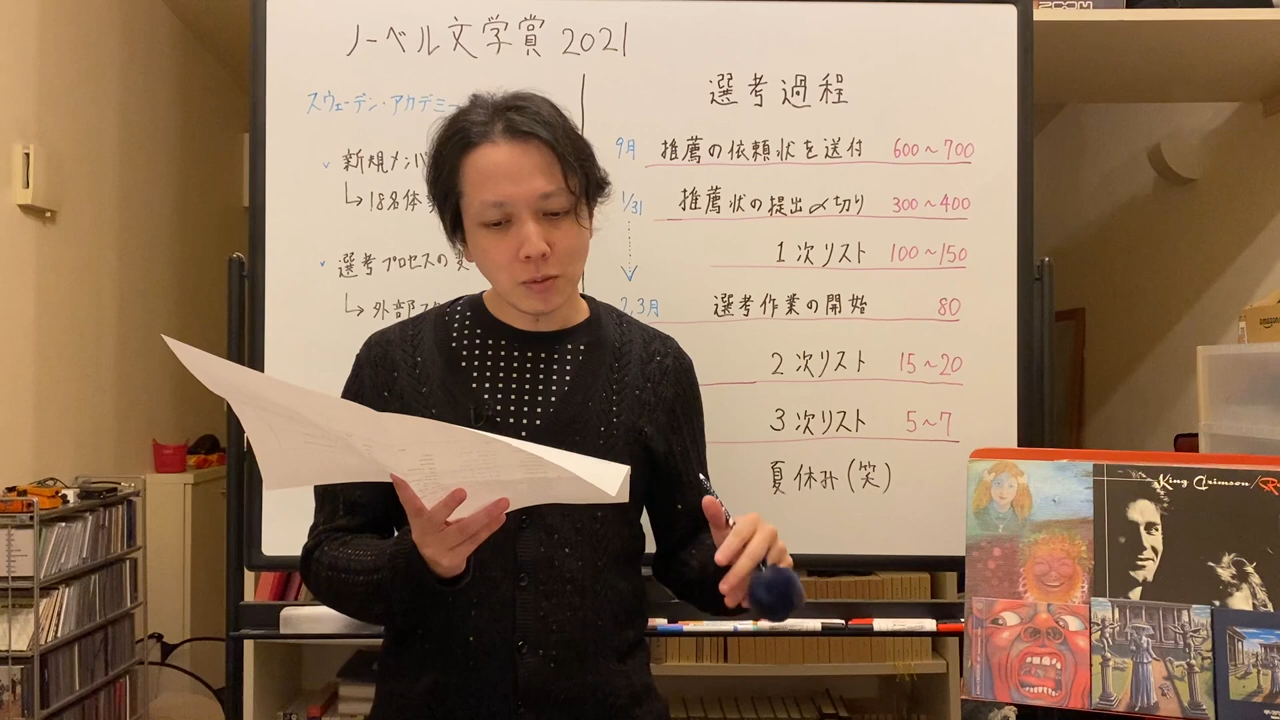 ノーベル文学賞 2021
スウェーデン・アカデミー
✓ 新規メンバ
↳ 18名体
✓ 選考プロセスの変
↳ 外部
選考過程
9月 推薦の依頼状を送付 600~700
1/31 推薦状の提出〆切り 300~400
1次リスト 100~150
2,3月 選考作業の開始 80
2次リスト 15~20
3次リスト 5~7
夏休み(笑)
King Crimson/R
amazon
zoom